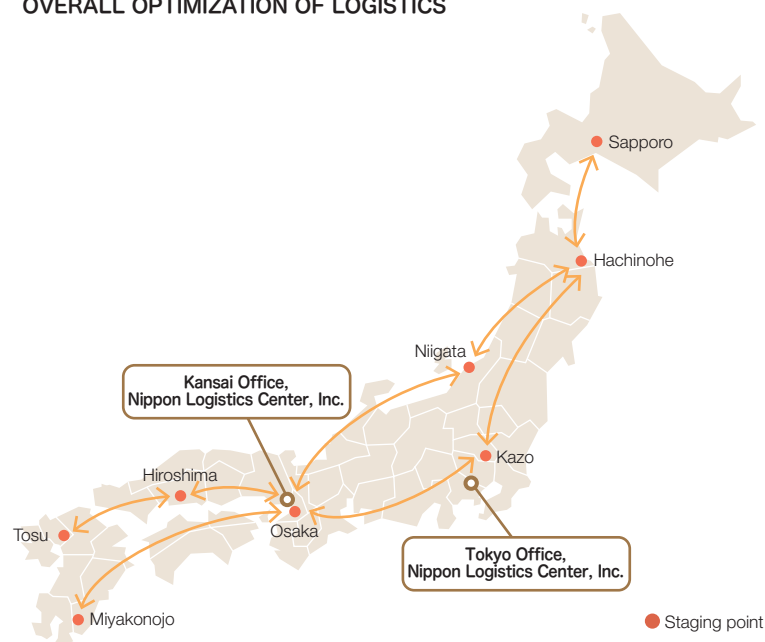 OVERALL OPTIMIZATION OF LOGISTICS
Sapporo
Hachinohe
Niigata
Kansai Office,
Nippon Logistics Center, Inc.
Kazo
Hiroshima
Osaka
Tosu
Tokyo Office,
Nippon Logistics Center, Inc.
Miyakonojo
Staging point